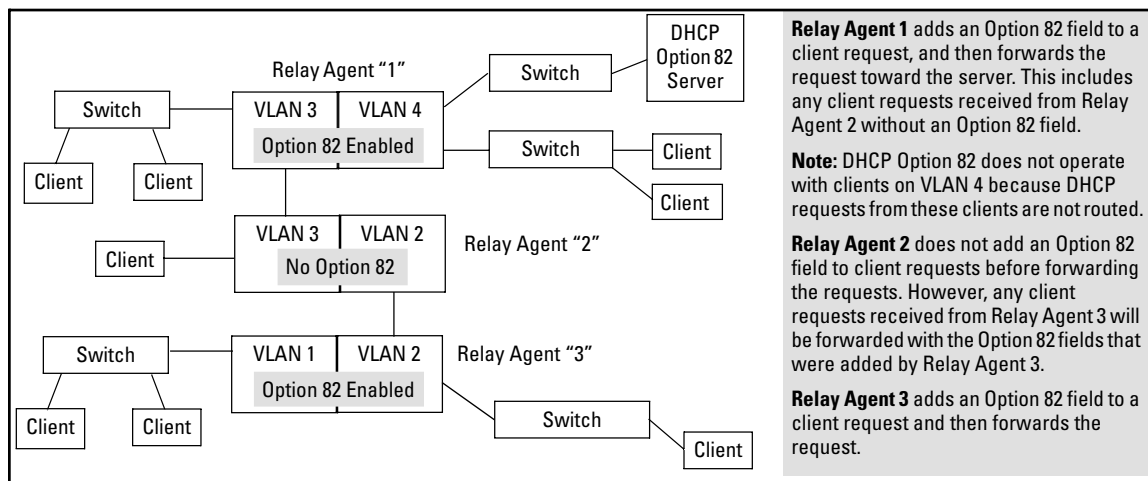 DHCP
Option 82
Server
Relay Agent “1”
Switch
Switch
VLAN 3
VLAN 4
Option 82 Enabled
Client
Client
Switch
Client
Client
VLAN 3
VLAN 2
Relay Agent “2”
Client
No Option 82
Switch
VLAN 1
VLAN 2
Relay Agent “3”
Option 82 Enabled
Client
Client
Switch
Client
Relay Agent 1 adds an Option 82 field to a
client request, and then forwards the
request toward the server. This includes
any client requests received from Relay
Agent 2 without an Option 82 field.
Note: DHCP Option 82 does not operate
with clients on VLAN 4 because DHCP
requests from these clients are not routed.
Relay Agent 2 does not add an Option 82
field to client requests before forwarding
the requests. However, any client
requests received from Relay Agent 3 will
be forwarded with the Option 82 fields that
were added by Relay Agent 3.
Relay Agent 3 adds an Option 82 field to a
client request and then forwards the
request.